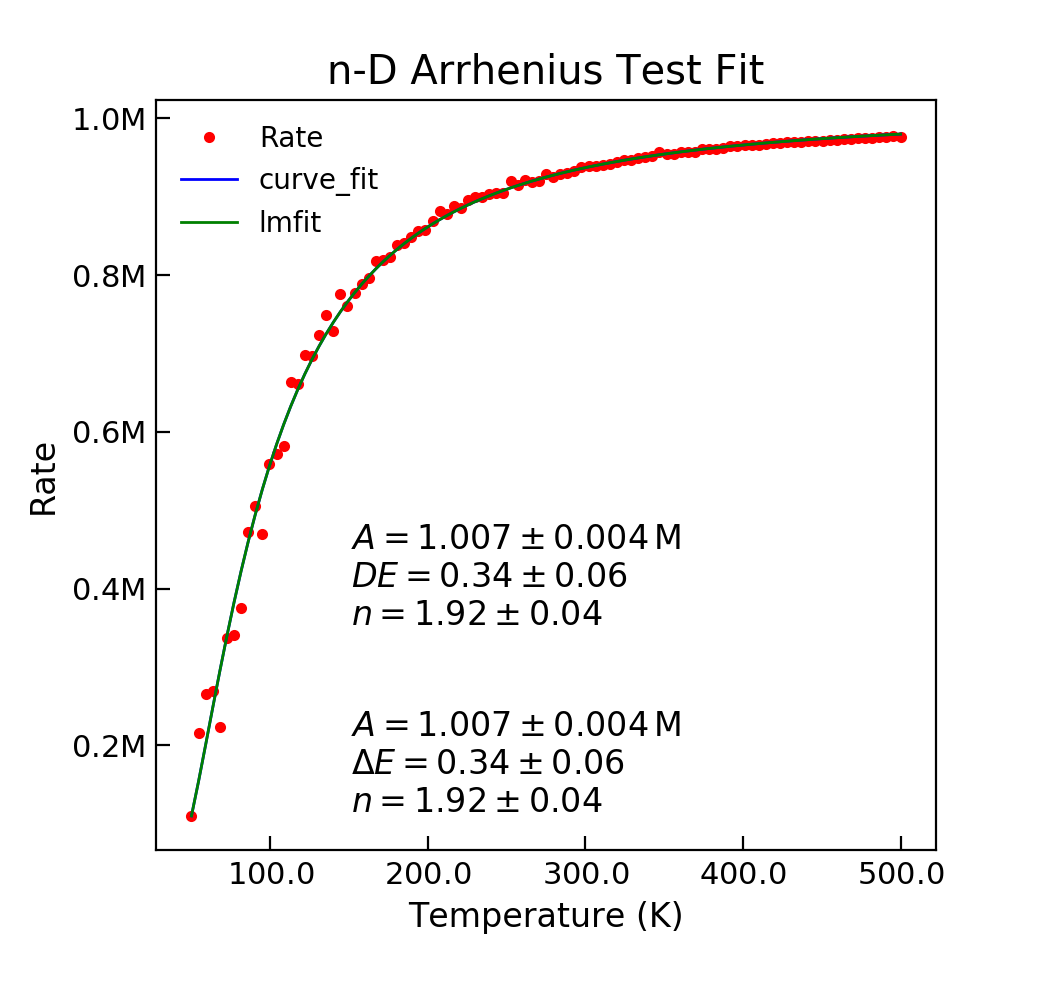 n-D Arrhenius Test Fit
1.0M
0.8M
0.6M
0.4M
0.2M
Rate
Rate
curve_fit
lmfit
A = 1.007 ± 0.004 M
DE = 0.34 ± 0.06
n = 1.92 ± 0.04
A = 1.007 ± 0.004 M
ΔE = 0.34 ± 0.06
n = 1.92 ± 0.04
100.0 200.0 300.0 400.0 500.0
Temperature (K)